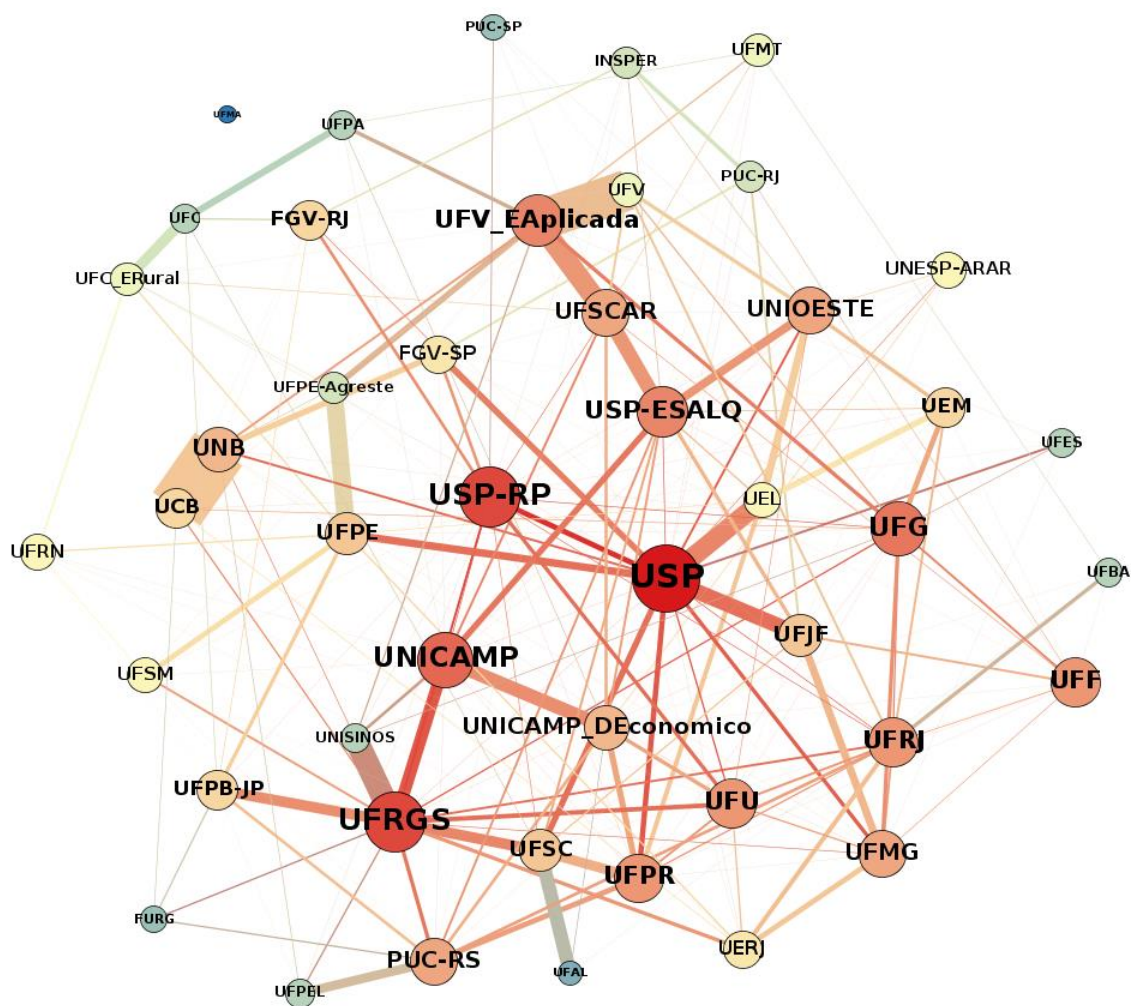 PUC-SP
UFMT
INSPER
UFMA
UFPA
PUC-RJ
UFV
UFC
FGV-RJ
UFV_EAplicada
UFC_ERural
UNESP-ARAR
UFSCAR
UNIOESTE
FGV-SP
UFPE-Agreste
USP-ESALQ
UEM
UNB
UFES
USP-RP
UEL
UCB
UFPE
UFG
UFRN
USP
UFBA
UFJF
UNICAMP
UFSM
UFF
UNICAMP_DEconomico
UNISINOS
UFRJ
UFPB-JP
UFU
UFRGS
UFSC
UFMG
UFPR
FURG
UERJ
PUC-RS
UFAL
UFPEL